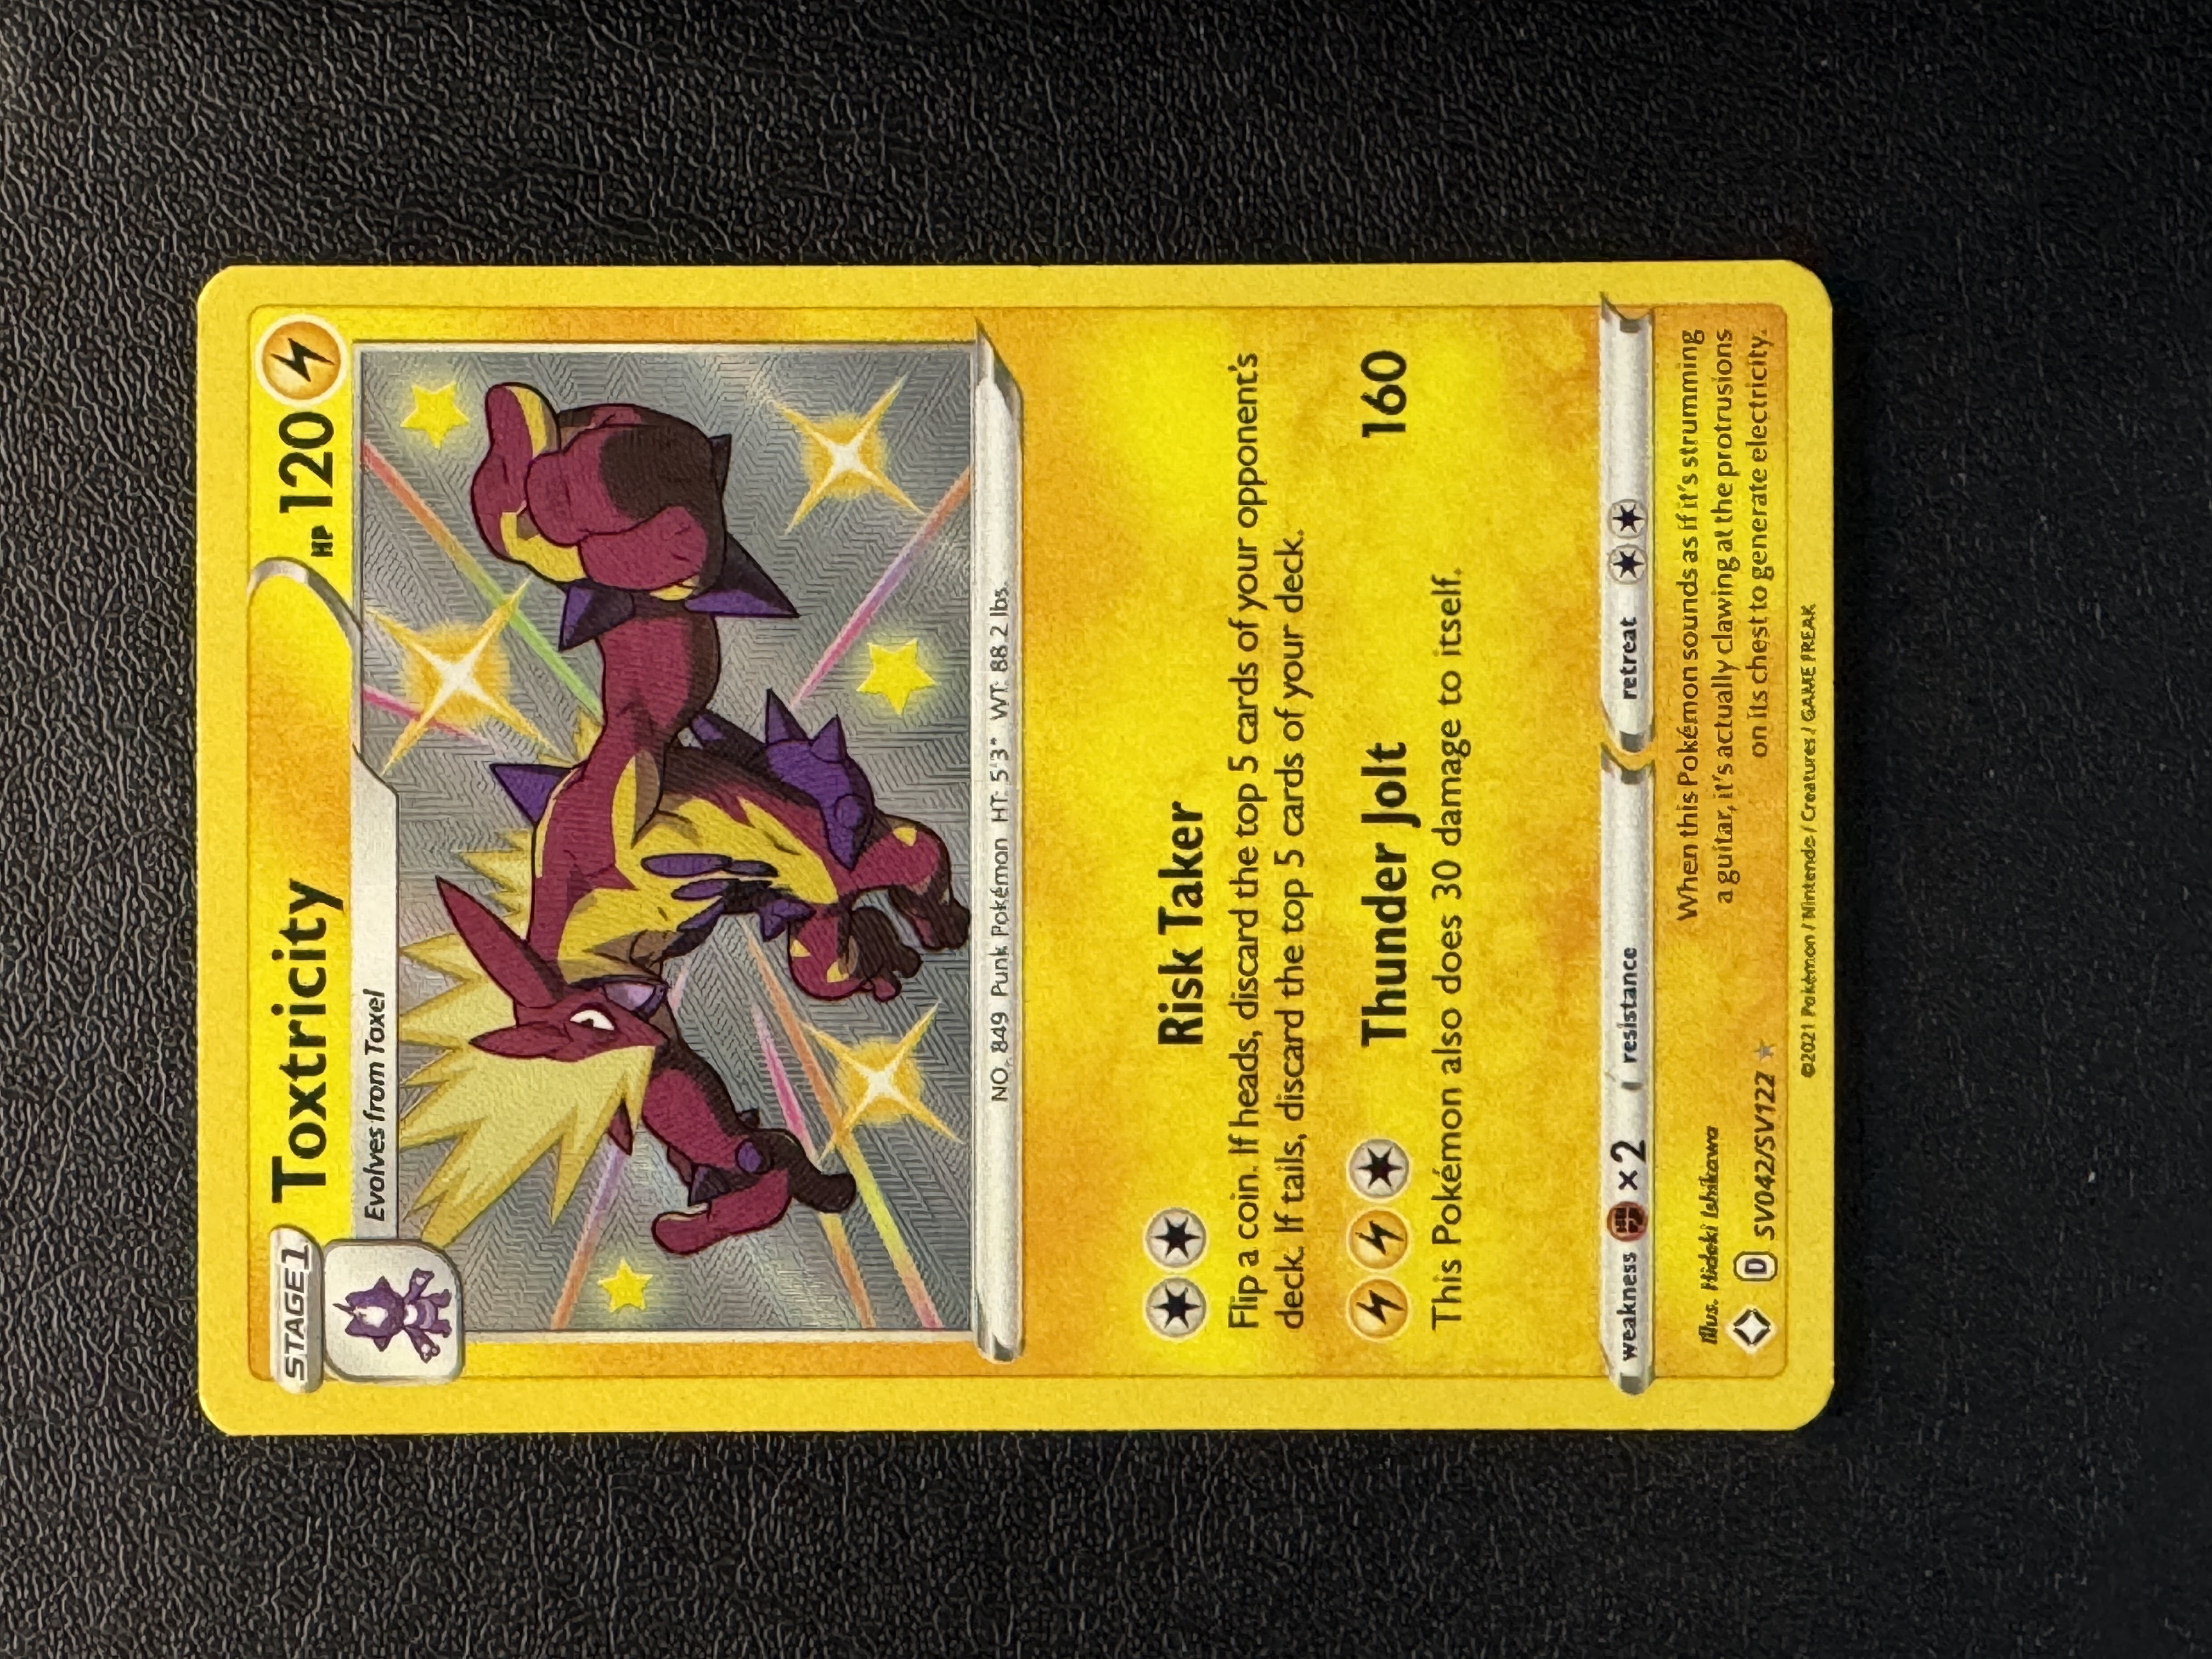 STAGE1
Toxtricity
HP 120
Evolves from Toxel
NO. 849 Punk Pokémon HT: 5'3" WT: 88.2 lbs.
Risk Taker
Flip a coin. If heads, discard the top 5 cards of your opponent's
deck. If tails, discard the top 5 cards of your deck.
Thunder Jolt 160
This Pokémon also does 30 damage to itself.
weakness ×2 resistance retreat
Illus. Hideki Ishikawa
When this Pokémon sounds as if it's strumming
a guitar, it's actually clawing at the protrusions
on its chest to generate electricity.
D SV042/SV122 ★
©2021 Pokémon / Nintendo / Creatures / GAME FREAK